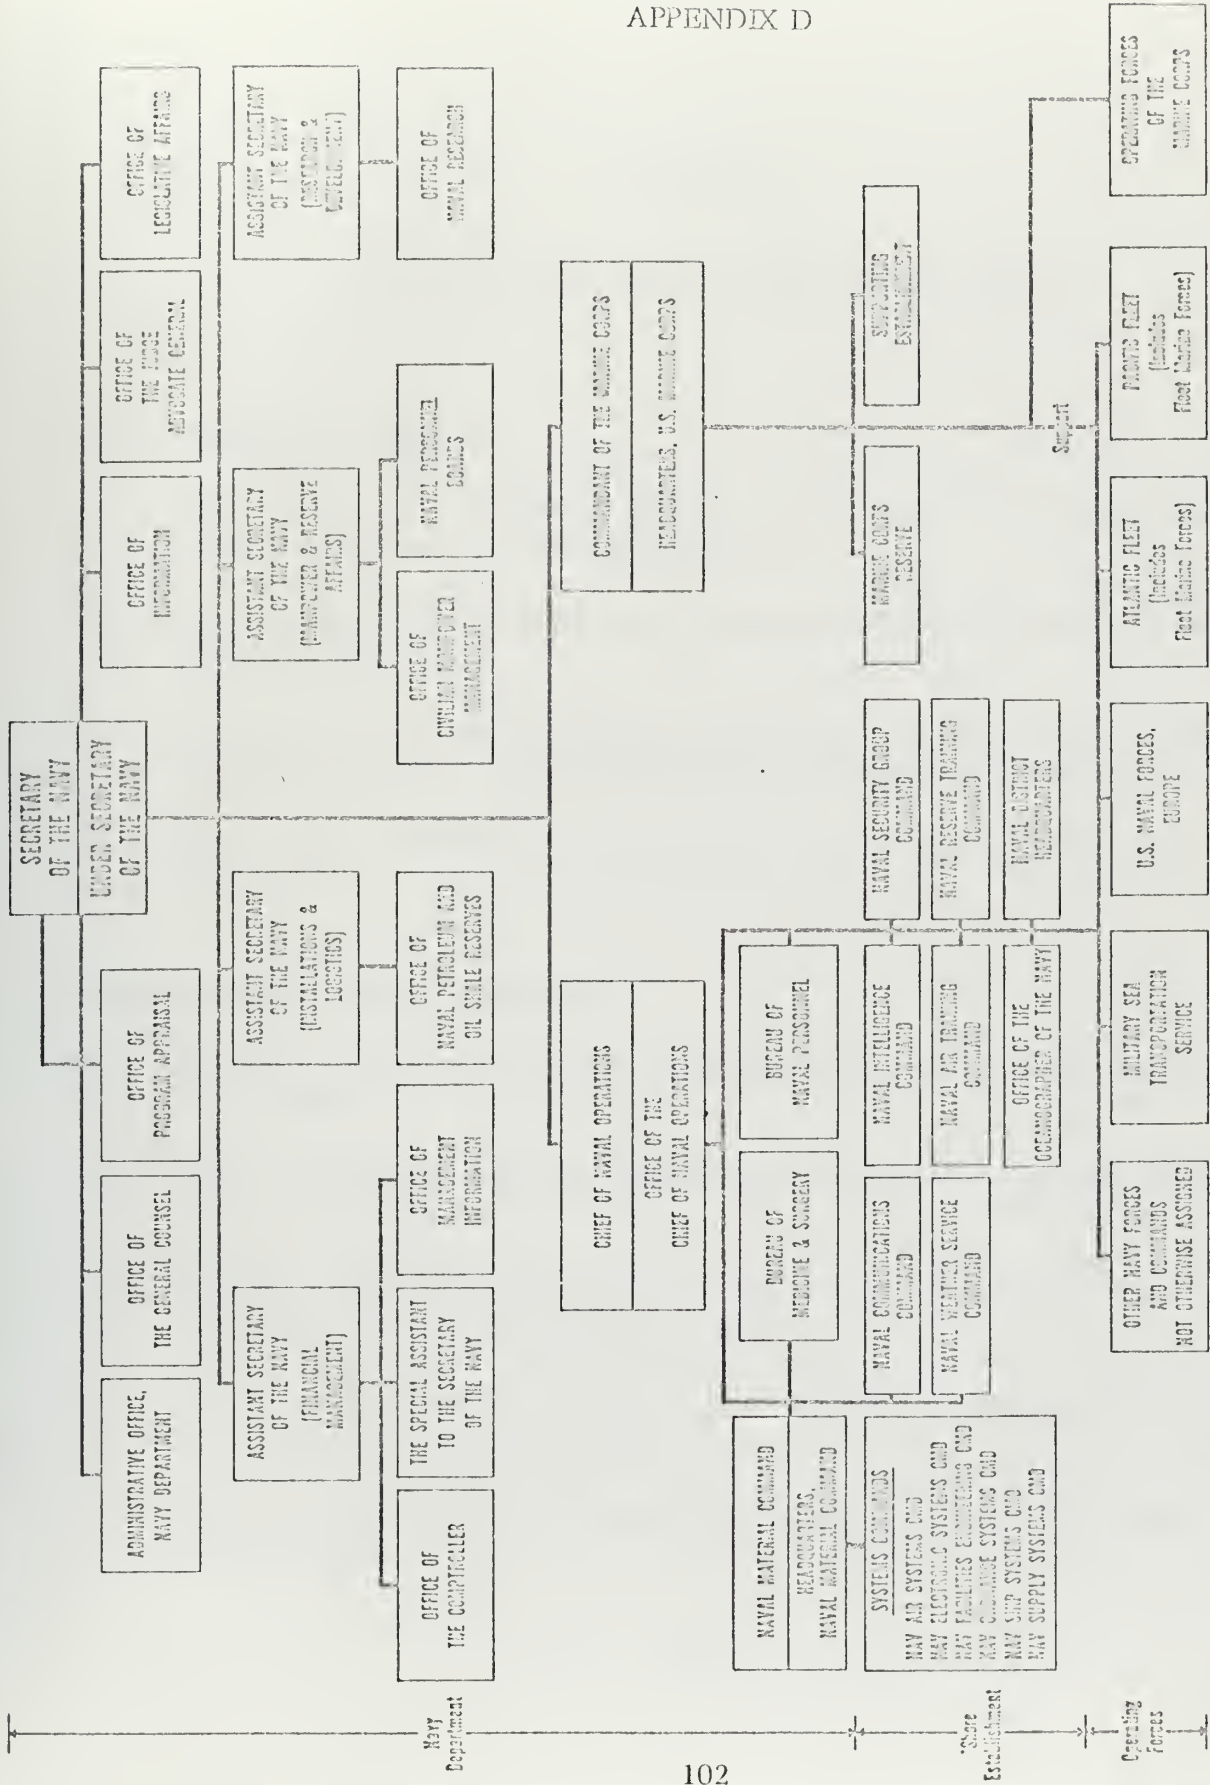 APPENDIX D
SECRETARY
OF THE NAVY
UNDER SECRETARY
OF THE NAVY
ADMINISTRATIVE OFFICE,
NAVY DEPARTMENT
OFFICE OF
THE GENERAL COUNSEL
OFFICE OF
PROGRAM APPRAISAL
OFFICE OF
INFORMATION
OFFICE OF
THE JUDGE
ADVOCATE GENERAL
OFFICE OF
LEGISLATIVE AFFAIRS
ASSISTANT SECRETARY
OF THE NAVY
(FINANCIAL
MANAGEMENT)
ASSISTANT SECRETARY
OF THE NAVY
(INSTALLATIONS &
LOGISTICS)
ASSISTANT SECRETARY
OF THE NAVY
(MANPOWER & RESERVE
AFFAIRS)
ASSISTANT SECRETARY
OF THE NAVY
(RESEARCH &
OFFICE OF
THE COMPTROLLER
THE SPECIAL ASSISTANT
TO THE SECRETARY
OF THE NAVY
OFFICE OF
MANAGEMENT
INFORMATION
OFFICE OF
NAVAL PETROLEUM AND
OIL SHALE RESERVES
OFFICE OF
CIVILIAN MANPOWER
MANAGEMENT
NAVAL PERSONNEL
BOARDS
OFFICE OF
NAVAL RESEARCH
Navy
Department
CHIEF OF NAVAL OPERATIONS
OFFICE OF THE
CHIEF OF NAVAL OPERATIONS
COMMANDANT OF THE MARINE CORPS
HEADQUARTERS, U.S. MARINE CORPS
NAVAL MATERIAL COMMAND
HEADQUARTERS,
NAVAL MATERIAL COMMAND
BUREAU OF
MEDICINE & SURGERY
BUREAU OF
NAVAL PERSONNEL
SYSTEMS COMMANDS
NAV AIR SYSTEMS CMD
NAV ELECTRONIC SYSTEMS CMD
NAV FACILITIES ENGINEERING CMD
NAV ORDNANCE SYSTEMS CMD
NAV SHIP SYSTEMS CMD
NAV SUPPLY SYSTEMS CMD
NAVAL COMMUNICATIONS
COMMAND
NAVAL INTELLIGENCE
COMMAND
NAVAL SECURITY GROUP
COMMAND
NAVAL WEATHER SERVICE
COMMAND
NAVAL AIR TRAINING
COMMAND
NAVAL RESERVE TRAINING
COMMAND
OFFICE OF THE
OCEANOGRAPHER OF THE NAVY
NAVAL DISTRICT
HEADQUARTERS
MARINE CORPS
RESERVE
SUPPORTING
ESTABLISHMENT
Shore
Establishment
Support
OTHER NAVY FORCES
AND COMMANDS
NOT OTHERWISE ASSIGNED
MILITARY SEA
TRANSPORTATION
SERVICE
U.S. NAVAL FORCES,
EUROPE
ATLANTIC FLEET
(Includes
Fleet Marine Forces)
PACIFIC FLEET
(Includes
Fleet Marine Forces)
OPERATING FORCES
OF THE
MARINE CORPS
Operating
Forces
102